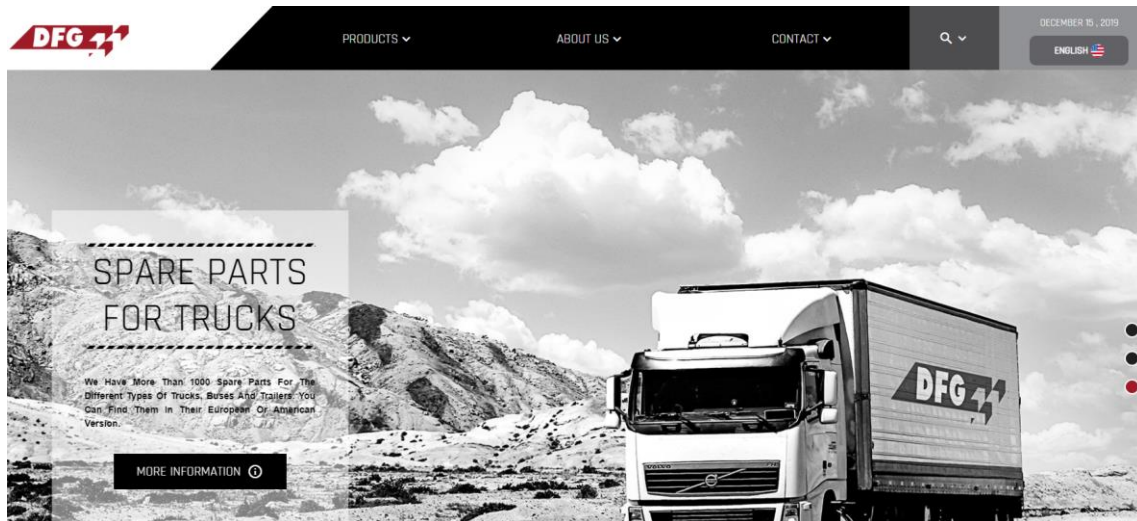 DFG
PRODUCTS
ABOUT US
CONTACT
DECEMBER 15 , 2019
ENGLISH
SPARE PARTS
FOR TRUCKS
We Have More Than 1000 Spare Parts For The
Different Types Of Trucks, Buses And Trailers. You
Can Find Them In Their European Or American
Version.
MORE INFORMATION
DFG
VOLVO